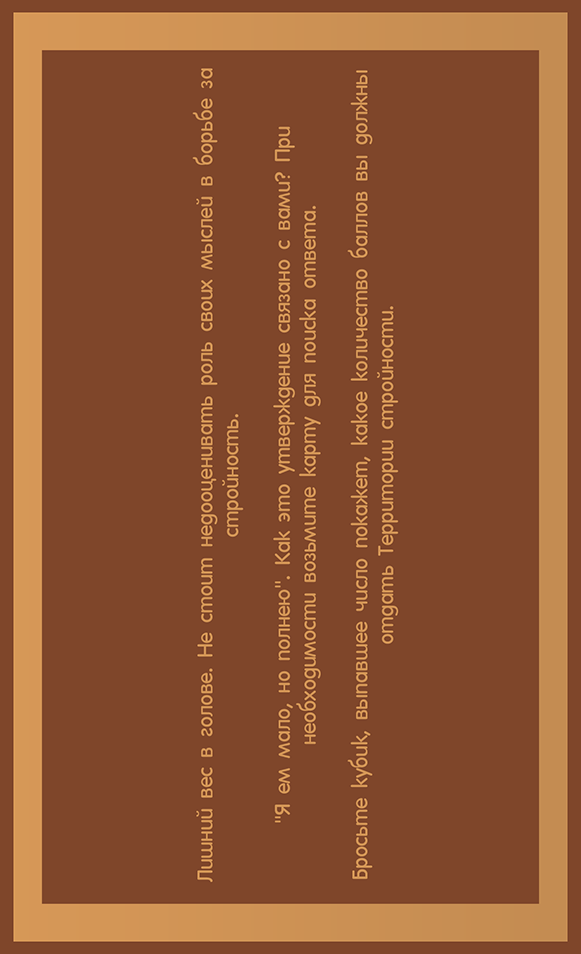 Лишний вес в голове. Не стоит недооценивать роль своих мыслей в борьбе за
стройность.
"Я ем мало, но полнею". Как это утверждение связано с вами? При
необходимости возьмите карту для поиска ответа.
Бросьте кубик, выпавшее число покажет, какое количество баллов вы должны
отдать Территории стройности.